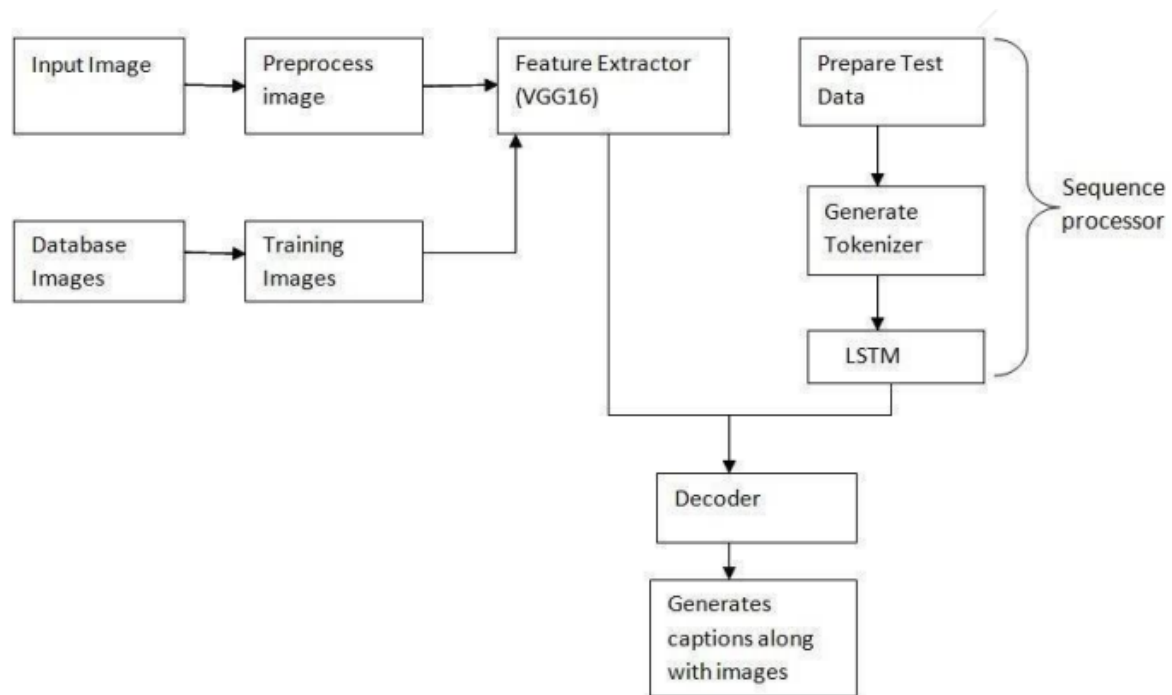 Input Image
Preprocess
image
Feature Extractor
(VGG16)
Prepare Test
Data
Database
Images
Training
Images
Generate
Tokenizer
LSTM
Sequence
processor
Decoder
Generates
captions along
with images